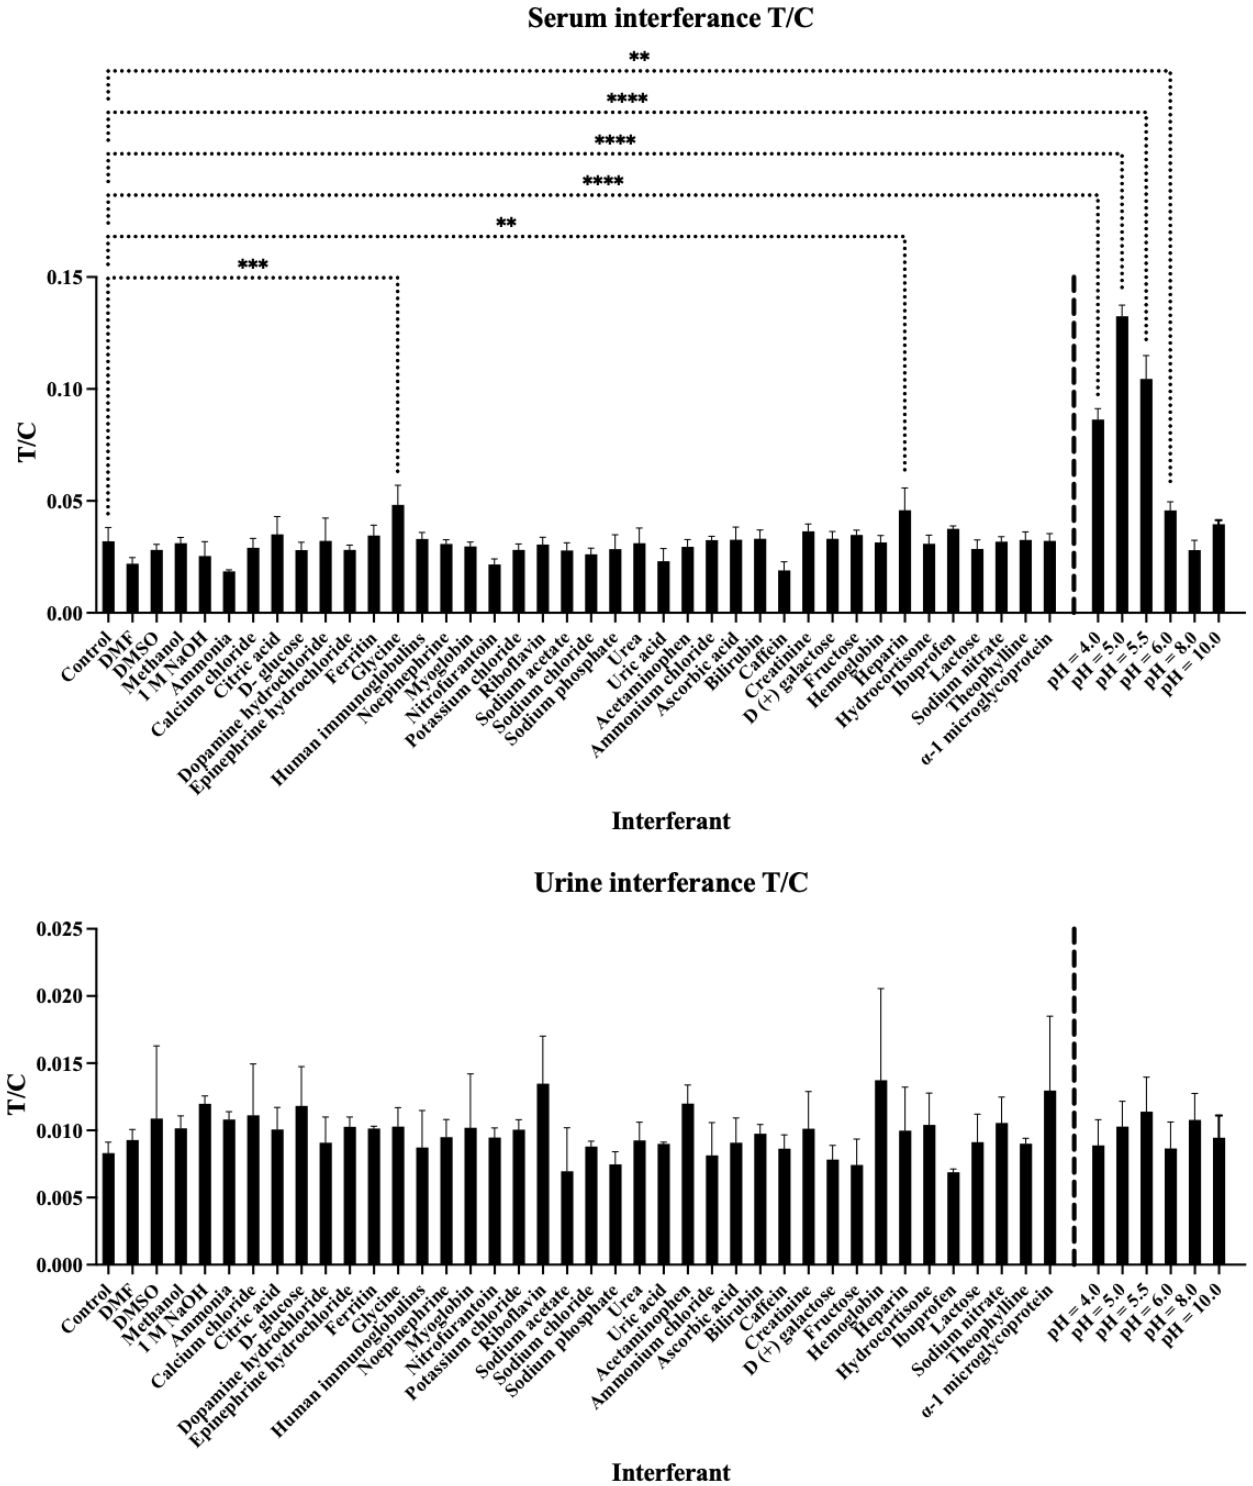 Serum interferance T/C
**
****
****
****
**
***
0.15
0.10
0.05
0.00
T/C
Control
DMF
DMSO
Methanol
1 M NaOH
Ammonia
Calcium chloride
Citric acid
D- glucose
Dopamine hydrochloride
Epinephrine hydrochloride
Ferritin
Glycine
Human immunoglobulins
Noepinephrine
Myoglobin
Nitrofurantoin
Potassium chloride
Riboflavin
Sodium acetate
Sodium chloride
Sodium phosphate
Urea
Uric acid
Acetaminophen
Ammonium chloride
Ascorbic acid
Bilirubin
Caffein
Creatinine
D (+) galactose
Fructose
Hemoglobin
Heparin
Hydrocortisone
Ibuprofen
Lactose
Sodium nitrate
Theophylline
α-1 microglycoprotein
pH = 4.0
pH = 5.0
pH = 5.5
pH = 6.0
pH = 8.0
pH = 10.0
Interferant
Urine interferance T/C
0.025
0.020
0.015
0.010
0.005
0.000
T/C
Control
DMF
DMSO
Methanol
1 M NaOH
Ammonia
Calcium chloride
Citric acid
D- glucose
Dopamine hydrochloride
Epinephrine hydrochloride
Ferritin
Glycine
Human immunoglobulins
Noepinephrine
Myoglobin
Nitrofurantoin
Potassium chloride
Riboflavin
Sodium acetate
Sodium chloride
Sodium phosphate
Urea
Uric acid
Acetaminophen
Ammonium chloride
Ascorbic acid
Bilirubin
Caffein
Creatinine
D (+) galactose
Fructose
Hemoglobin
Heparin
Hydrocortisone
Ibuprofen
Lactose
Sodium nitrate
Theophylline
α-1 microglycoprotein
pH = 4.0
pH = 5.0
pH = 5.5
pH = 6.0
pH = 8.0
pH = 10.0
Interferant